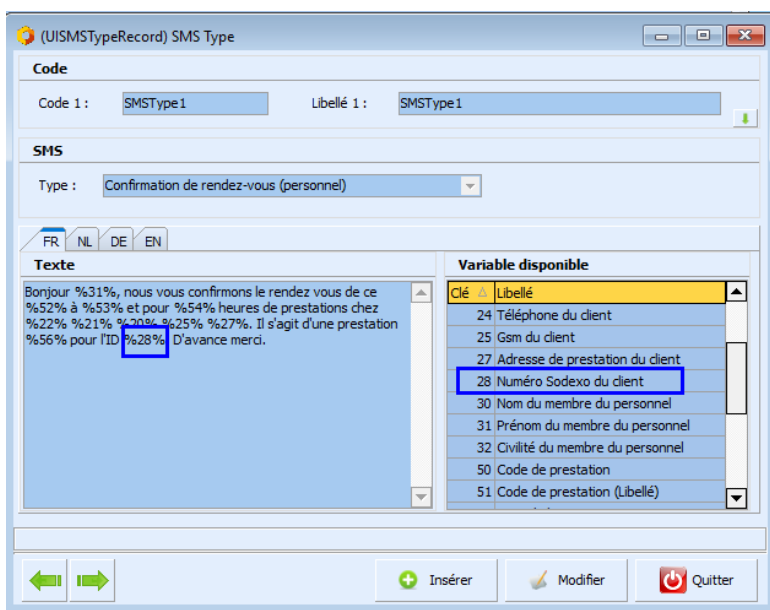 (UISMSTypeRecord) SMS Type
Code
Code 1 : SMSType1 Libellé 1 : SMSType1
SMS
Type : Confirmation de rendez-vous (personnel)
FR NL DE EN
Texte
Bonjour %31%, nous vous confirmons le rendez vous de ce
%52% à %53% et pour %54% heures de prestations chez
%22% %21% %20% %25% %27%. Il s'agit d'une prestation
%56% pour l'ID %28%. D'avance merci.
Variable disponible
Clé Libellé
24 Téléphone du client
25 Gsm du client
27 Adresse de prestation du client
28 Numéro Sodexo du client
30 Nom du membre du personnel
31 Prénom du membre du personnel
32 Civilité du membre du personnel
50 Code de prestation
51 Code de prestation (Libellé)
Insérer Modifier Quitter